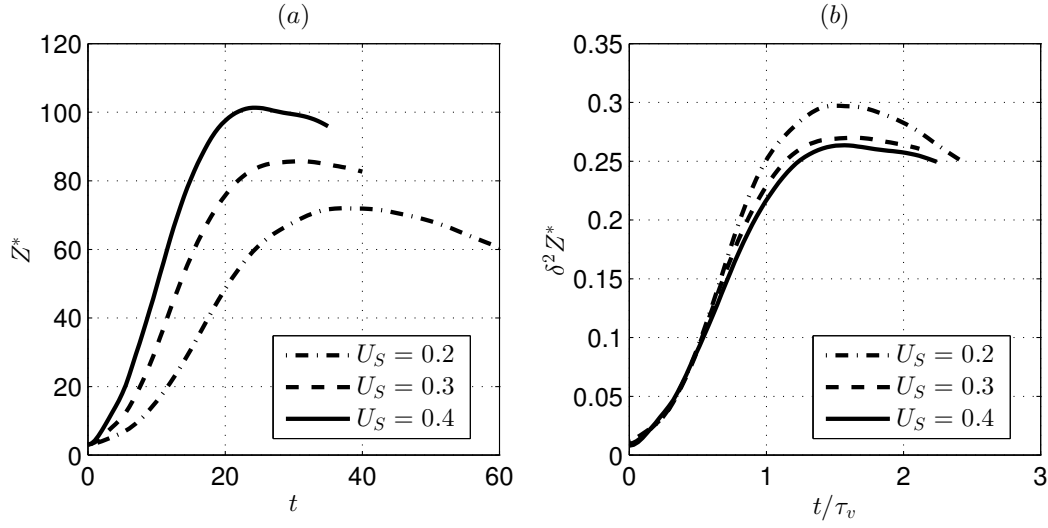 (a)
120
100
80
60
40
20
0
Z*
0 20 40 60
t
U_S = 0.2
U_S = 0.3
U_S = 0.4
(b)
0.35
0.3
0.25
0.2
0.15
0.1
0.05
0
δ²Z*
0 1 2 3
t/τ_v
U_S = 0.2
U_S = 0.3
U_S = 0.4